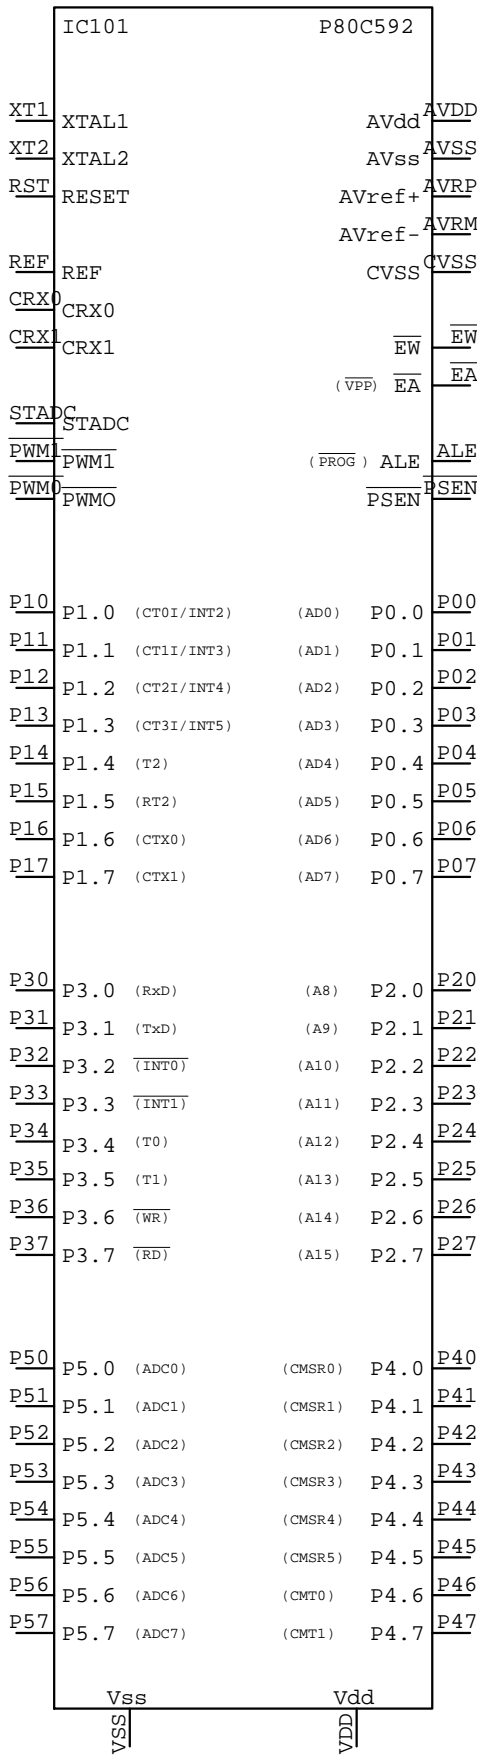 IC101 P80C592
XT1 XTAL1 AVdd AVDD
XT2 XTAL2 AVss AVSS
RST RESET AVref+ AVRP
AVref- AVRM
REF REF CVSS CVSS
CRX0 CRX0
CRX1 CRX1 EW EW
(VPP) EA EA
STADC STADC
PWM1 PWM1 (PROG) ALE ALE
PWM0 PWMO PSEN PSEN
P10 P1.0 (CT0I/INT2) (AD0) P0.0 P00
P11 P1.1 (CT1I/INT3) (AD1) P0.1 P01
P12 P1.2 (CT2I/INT4) (AD2) P0.2 P02
P13 P1.3 (CT3I/INT5) (AD3) P0.3 P03
P14 P1.4 (T2) (AD4) P0.4 P04
P15 P1.5 (RT2) (AD5) P0.5 P05
P16 P1.6 (CTX0) (AD6) P0.6 P06
P17 P1.7 (CTX1) (AD7) P0.7 P07
P30 P3.0 (RxD) (A8) P2.0 P20
P31 P3.1 (TxD) (A9) P2.1 P21
P32 P3.2 (INT0) (A10) P2.2 P22
P33 P3.3 (INT1) (A11) P2.3 P23
P34 P3.4 (T0) (A12) P2.4 P24
P35 P3.5 (T1) (A13) P2.5 P25
P36 P3.6 (WR) (A14) P2.6 P26
P37 P3.7 (RD) (A15) P2.7 P27
P50 P5.0 (ADC0) (CMSR0) P4.0 P40
P51 P5.1 (ADC1) (CMSR1) P4.1 P41
P52 P5.2 (ADC2) (CMSR2) P4.2 P42
P53 P5.3 (ADC3) (CMSR3) P4.3 P43
P54 P5.4 (ADC4) (CMSR4) P4.4 P44
P55 P5.5 (ADC5) (CMSR5) P4.5 P45
P56 P5.6 (ADC6) (CMT0) P4.6 P46
P57 P5.7 (ADC7) (CMT1) P4.7 P47
Vss Vdd
VSS VDD